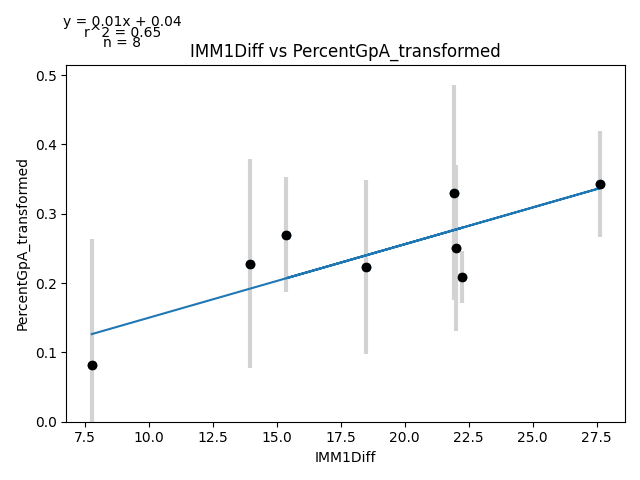 y = 0.01x + 0.04
r^2 = 0.65
n = 8
IMM1Diff vs PercentGpA_transformed
PercentGpA_transformed
0.5
0.4
0.3
0.2
0.1
0.0
7.5 10.0 12.5 15.0 17.5 20.0 22.5 25.0 27.5
IMM1Diff